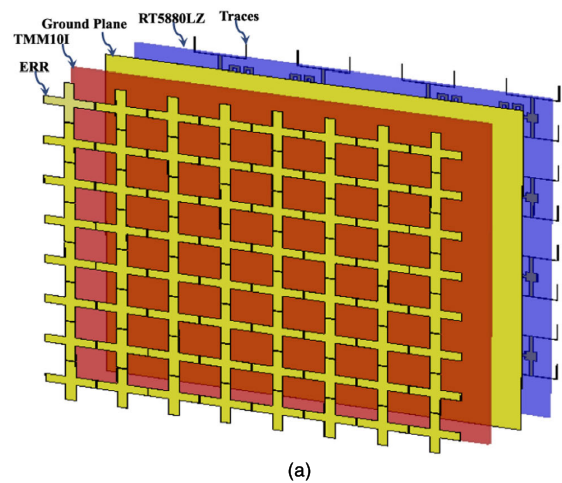 RT5880LZ
Traces
Ground Plane
TMM10I
ERR
(a)